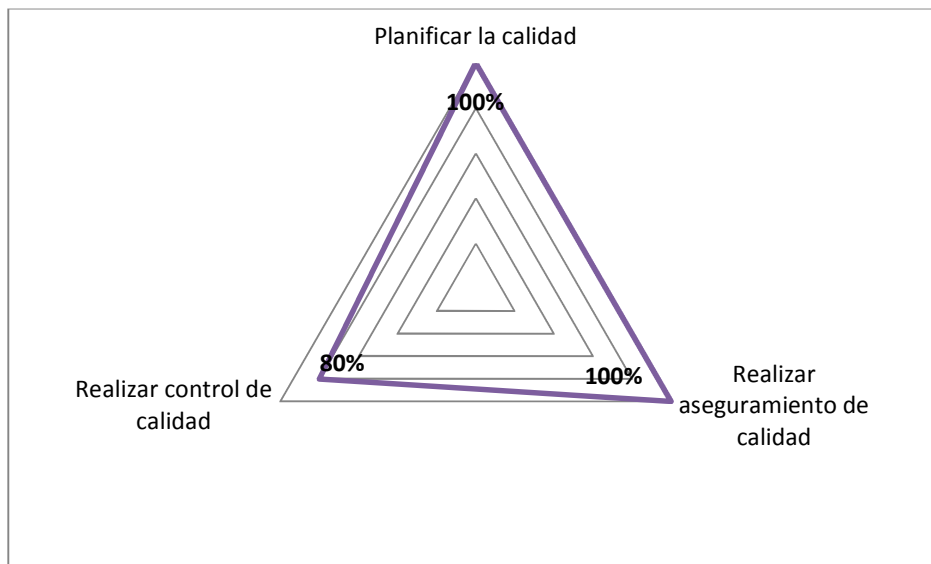 Planificar la calidad
100%
80%
100%
Realizar control de
calidad
Realizar
aseguramiento de
calidad